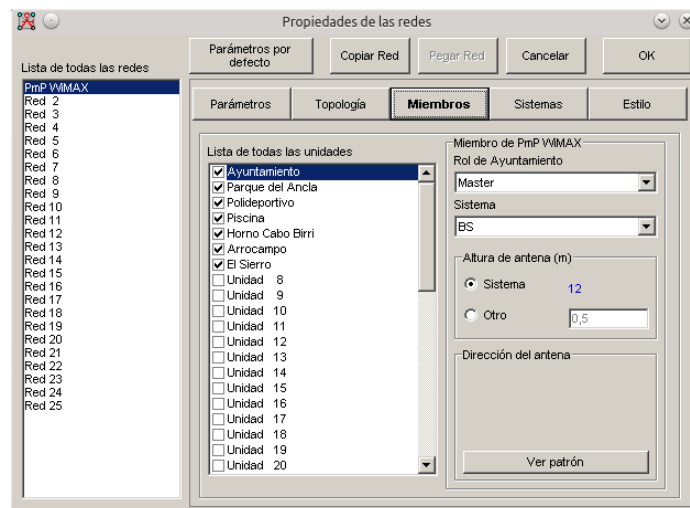 Propiedades de las redes
Lista de todas las redes
Parámetros por defecto
Copiar Red
Pegar Red
Cancelar
OK
PmP WiMAX
Red 2
Red 3
Red 4
Red 5
Red 6
Red 7
Red 8
Red 9
Red 10
Red 11
Red 12
Red 13
Red 14
Red 15
Red 16
Red 17
Red 18
Red 19
Red 20
Red 21
Red 22
Red 23
Red 24
Red 25
Parámetros
Topología
Miembros
Sistemas
Estilo
Lista de todas las unidades
Ayuntamiento
Parque del Ancla
Polideportivo
Piscina
Horno Cabo Birri
Arrocampo
El Sierro
Unidad 8
Unidad 9
Unidad 10
Unidad 11
Unidad 12
Unidad 13
Unidad 14
Unidad 15
Unidad 16
Unidad 17
Unidad 18
Unidad 19
Unidad 20
Miembro de PmP WiMAX
Rol de Ayuntamiento
Master
Sistema
BS
Altura de antena (m)
Sistema 12
Otro 0,5
Dirección del antena
Ver patrón